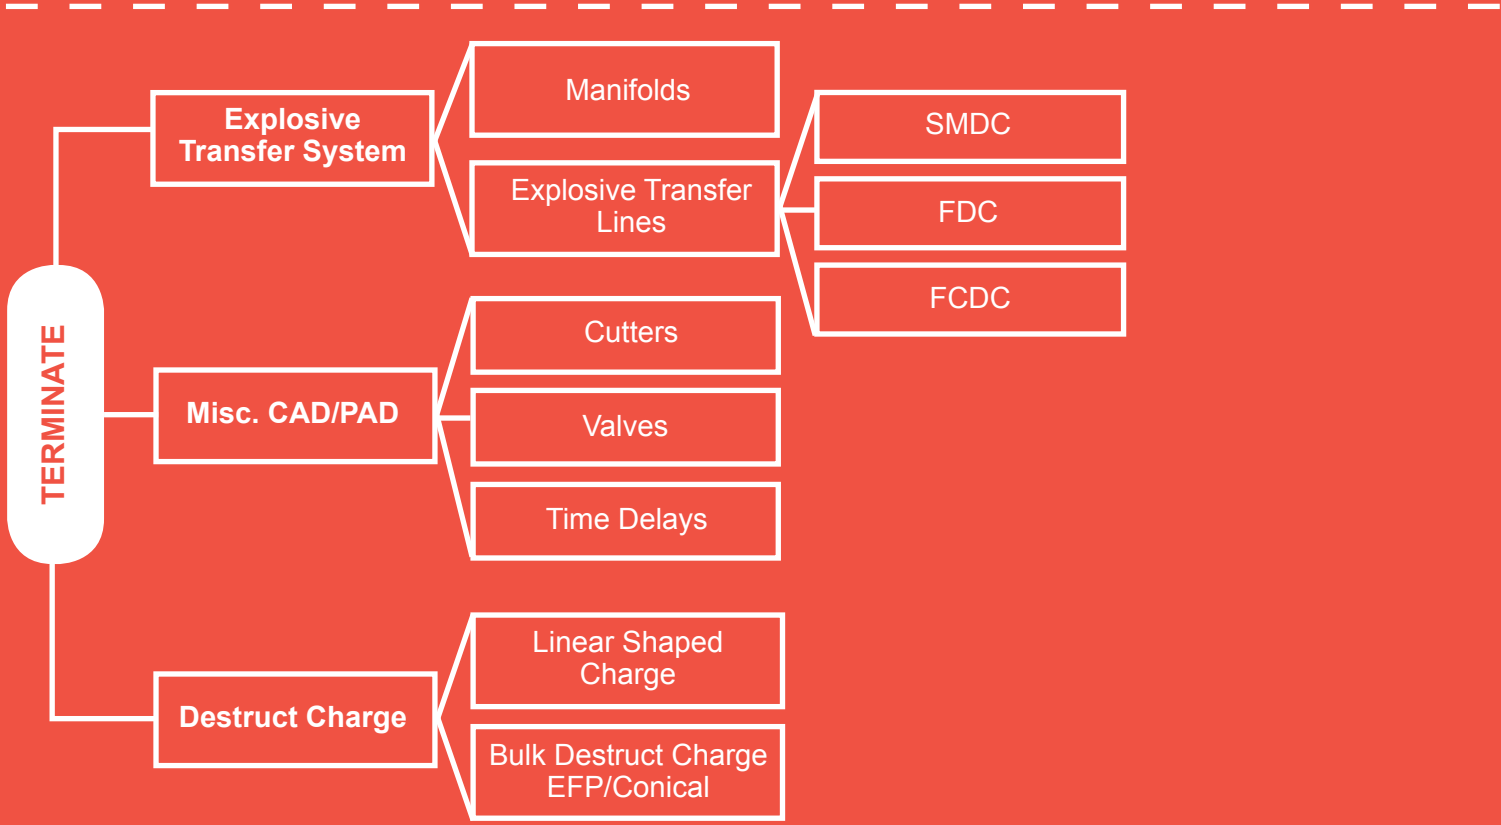 TERMINATE
Explosive
Transfer System
Manifolds
Explosive Transfer
Lines
SMDC
FDC
FCDC
Misc. CAD/PAD
Cutters
Valves
Time Delays
Destruct Charge
Linear Shaped
Charge
Bulk Destruct Charge
EFP/Conical